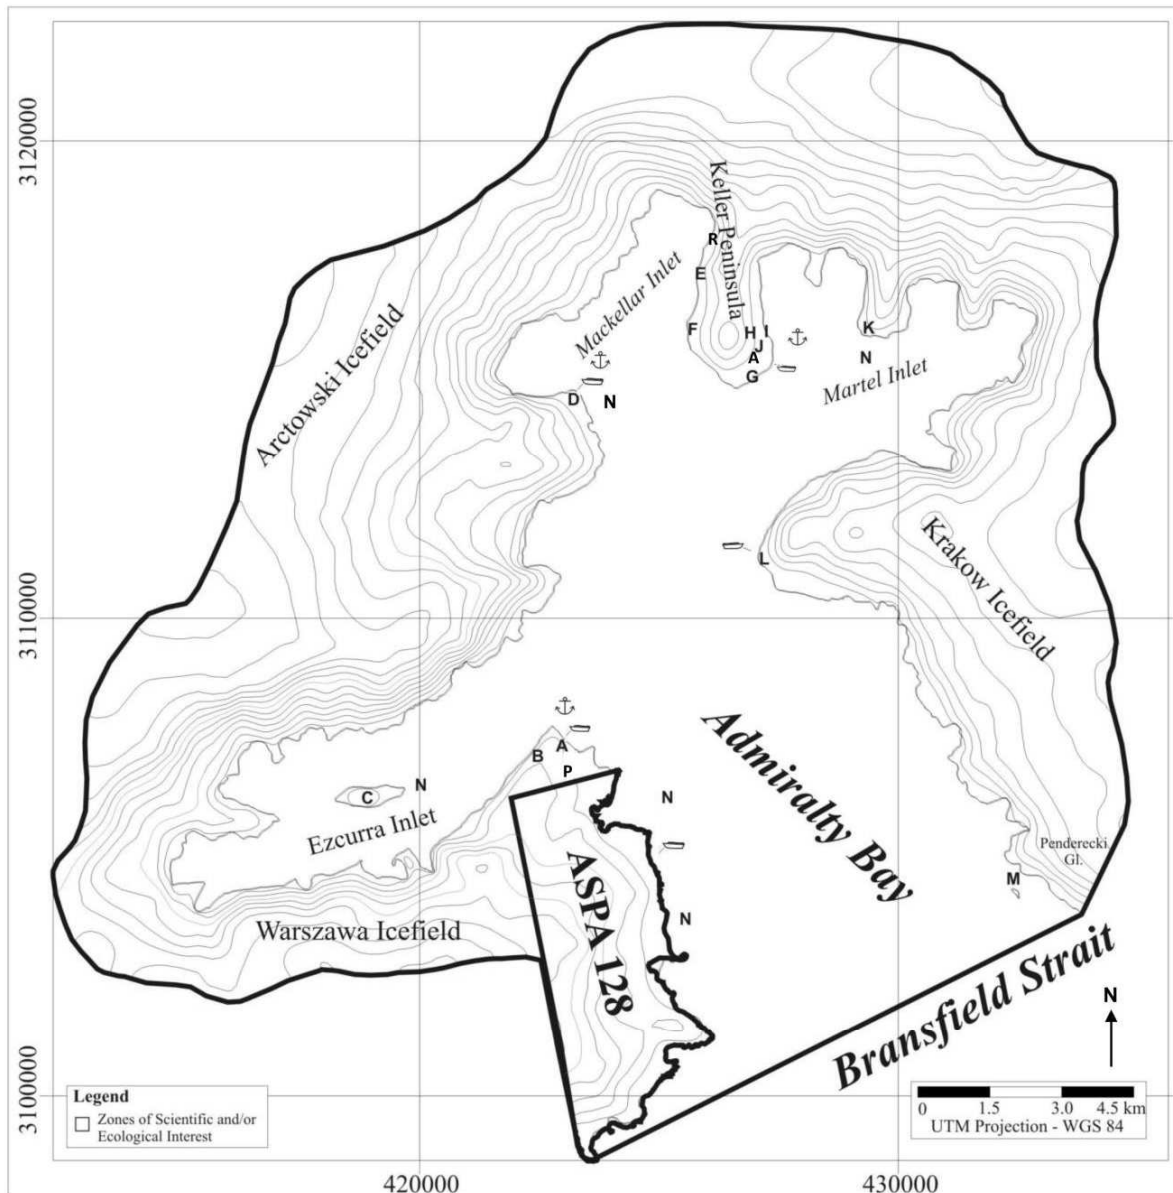 3120000
Keller Peninsula
R
E
Mackellar Inlet
F
H
I
J
K
A
N
G
Martel Inlet
D
N
Arctowski Icefield
L
Krakow Icefield
3110000
Admiralty Bay
B
A
P
C
N
N
Ezcurra Inlet
Penderecki
Gl.
M
ASPA 128
N
Warszawa Icefield
Bransfield Strait
N
3100000
Legend
Zones of Scientific and/or
Ecological Interest
0 1.5 3.0 4.5 km
UTM Projection - WGS 84
420000
430000